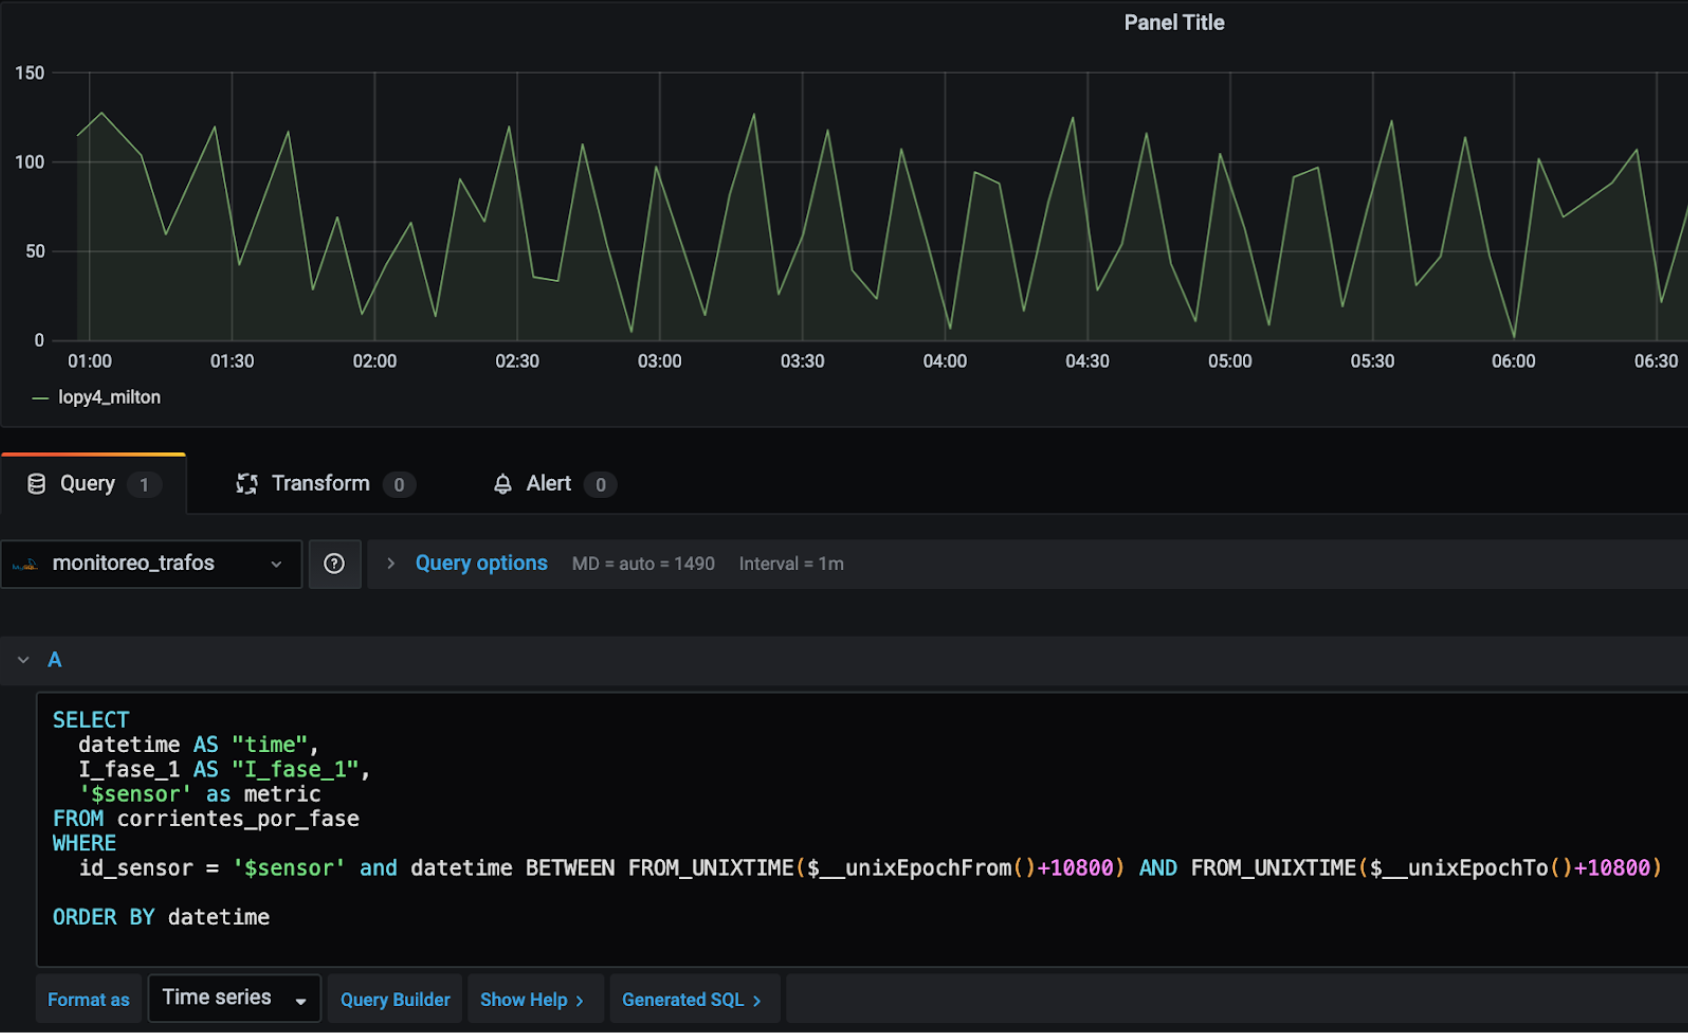 Panel Title
150
100
50
0
01:00 01:30 02:00 02:30 03:00 03:30 04:00 04:30 05:00 05:30 06:00 06:30
lopy4_milton
Query 1 Transform 0 Alert 0
monitoreo_trafos Query options MD = auto = 1490 Interval = 1m
A
SELECT
datetime AS "time",
I_fase_1 AS "I_fase_1",
'$sensor' as metric
FROM corrientes_por_fase
WHERE
id_sensor = '$sensor' and datetime BETWEEN FROM_UNIXTIME($__unixEpochFrom()+10800) AND FROM_UNIXTIME($__unixEpochTo()+10800)
ORDER BY datetime
Format as Time series Query Builder Show Help > Generated SQL >